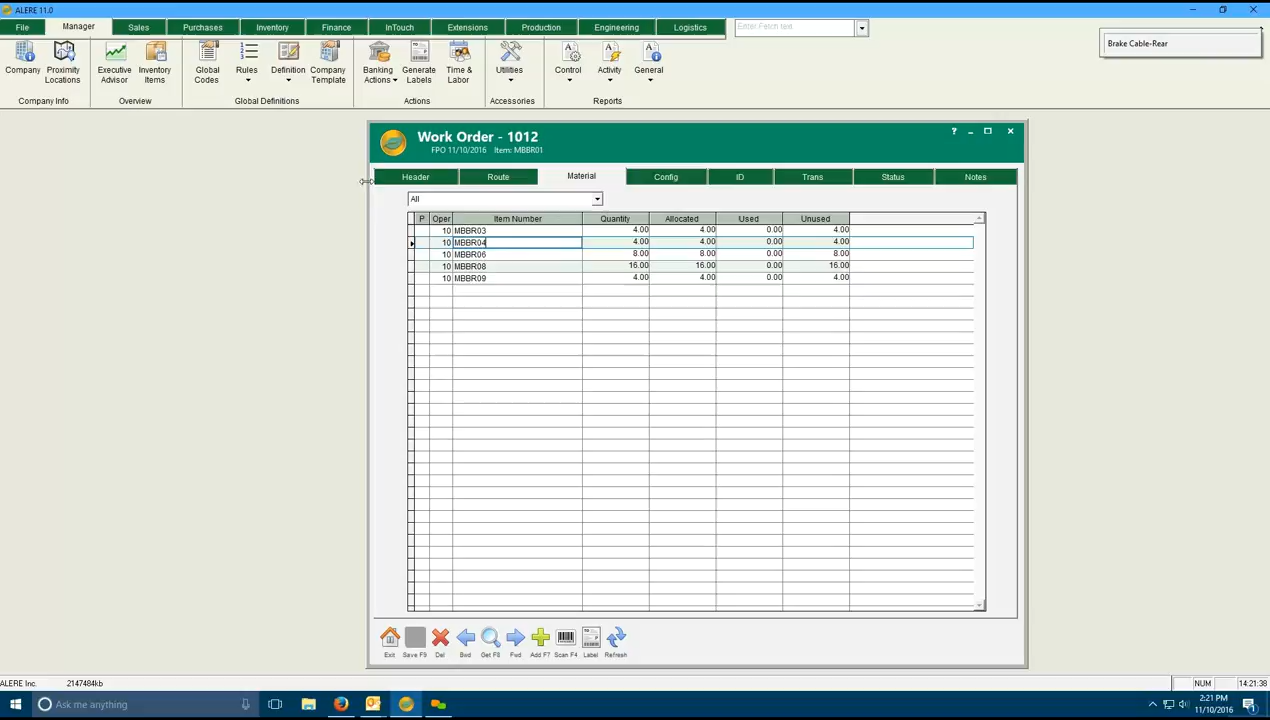 ALERE 11.0
File Manager Sales Purchases Inventory Finance InTouch Extensions Production Engineering Logistics Enter Fetch text
Brake Cable-Rear
Company Proximity Locations Executive Advisor Inventory Items Global Codes Rules Definition Company Template Banking Actions Generate Labels Time & Labor Utilities Control Activity General
Company Info Overview Global Definitions Actions Accessories Reports
Work Order - 1012
FPO 11/10/2016 Item: MBBR01
Header Route Material Config ID Trans Status Notes
All
P Oper Item Number Quantity Allocated Used Unused
10 MBBR03 4.00 4.00 0.00 4.00
10 MBBR04 4.00 4.00 0.00 4.00
10 MBBR06 8.00 8.00 0.00 8.00
10 MBBR08 16.00 16.00 0.00 16.00
10 MBBR09 4.00 4.00 0.00 4.00
Exit Save F9 Del Bwd Get F8 Fwd Add F7 Scan F4 Label Refresh
ALERE Inc. 2147484kb NUM 14:21:38
Ask me anything
2:21 PM
11/10/2016